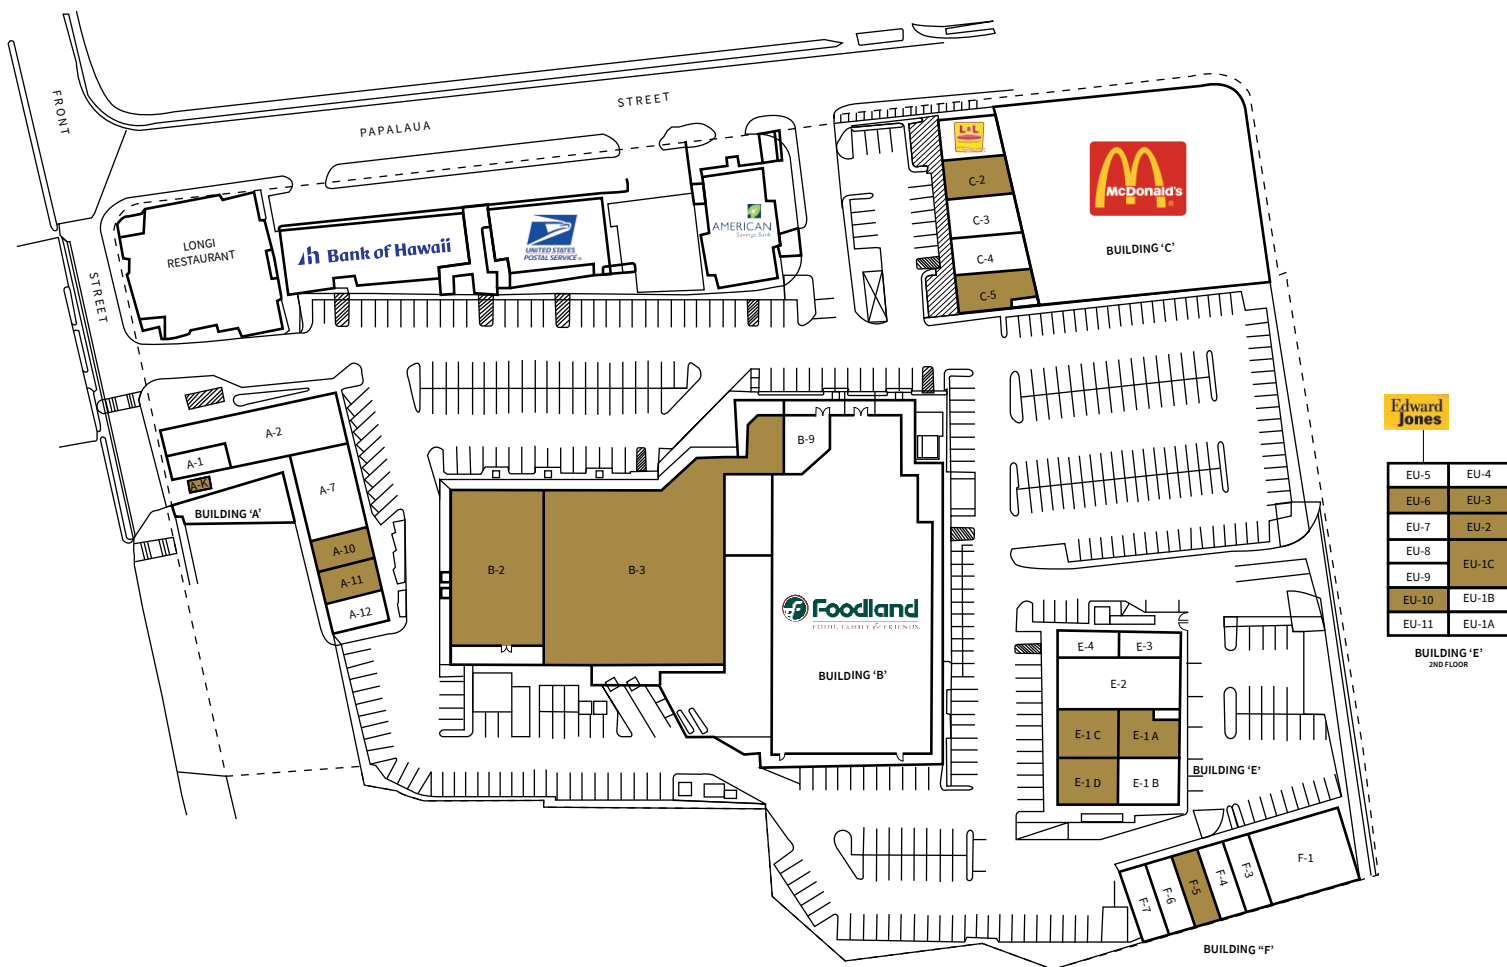 FRONT
STREET
PAPALAUA
STREET
LONGI
RESTAURANT
Bank of Hawaii
UNITED STATES
POSTAL SERVICE®
AMERICAN
Savings Bank
L&L
C-2
C-3
C-4
C-5
McDonald's
BUILDING ‘C’
A-1
A-2
A-K
A-7
A-10
A-11
A-12
BUILDING ‘A’
B-2
B-3
B-9
Foodland
FOOD, FAMILY & FRIENDS.
BUILDING ‘B’
Edward
Jones
EU-5
EU-4
EU-6
EU-3
EU-7
EU-2
EU-8
EU-1C
EU-9
EU-10
EU-1B
EU-11
EU-1A
BUILDING ‘E’
2ND FLOOR
E-4
E-3
E-2
E-1 C
E-1 A
E-1 D
E-1 B
BUILDING ‘E’
F-7
F-6
F-5
F-4
F-3
F-1
BUILDING “F’